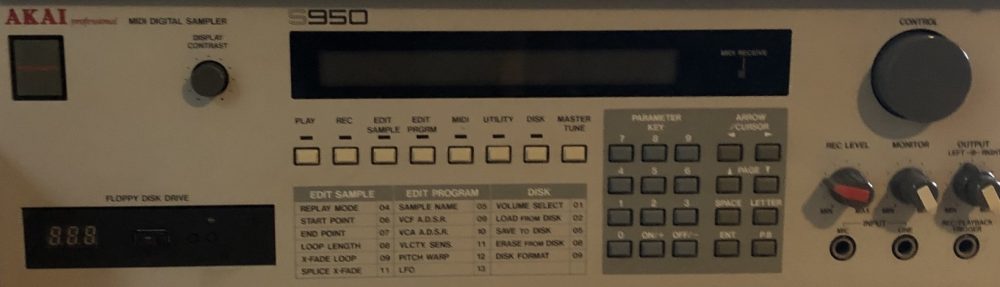 AKAI professional MIDI DIGITAL SAMPLER
S950
DISPLAY
CONTRAST
MIDI RECEIVE
CONTROL
PLAY
REC
EDIT
SAMPLE
EDIT
PRGRM
MIDI
UTILITY
DISK
MASTER
TUNE
PARAMETER
KEY
ARROW
/CURSOR
7 8 9 ◄ ►
4 5 6 ▲ PAGE ▼
1 2 3 SPACE LETTER
0 ON/+ OFF/− ENT P.B
REC LEVEL
MIN MAX
MONITOR
MIN MAX
OUTPUT
LEFT RIGHT
MIN MAX
INPUT
MIC
LINE
REC/PLAYBACK
TRIGGER
FLOPPY DISK DRIVE
888
EDIT SAMPLE
REPLAY MODE 04
START POINT 06
END POINT 07
LOOP LENGTH 08
X-FADE LOOP 09
SPLICE X-FADE 11
EDIT PROGRAM
SAMPLE NAME 05
VCF A.D.S.R. 09
VCA A.D.S.R. 10
VLCTY. SENS. 11
PITCH WARP 12
LFO 13
DISK
VOLUME SELECT 01
LOAD FROM DISK 02
SAVE TO DISK 05
ERASE FROM DISK 08
DISK FORMAT 09